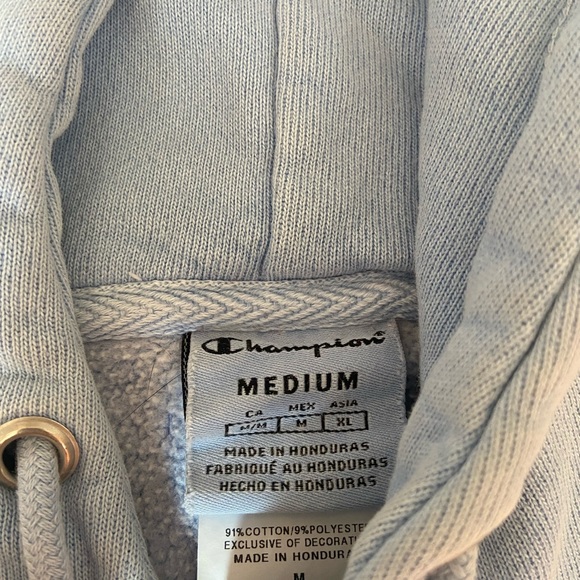 Champion
MEDIUM
CA MEX ASIA
M/M M XL
MADE IN HONDURAS
FABRIQUÉ AU HONDURAS
HECHO EN HONDURAS
91%COTTON/9%POLYESTER
EXCLUSIVE OF DECORATI
MADE IN HONDURA
M